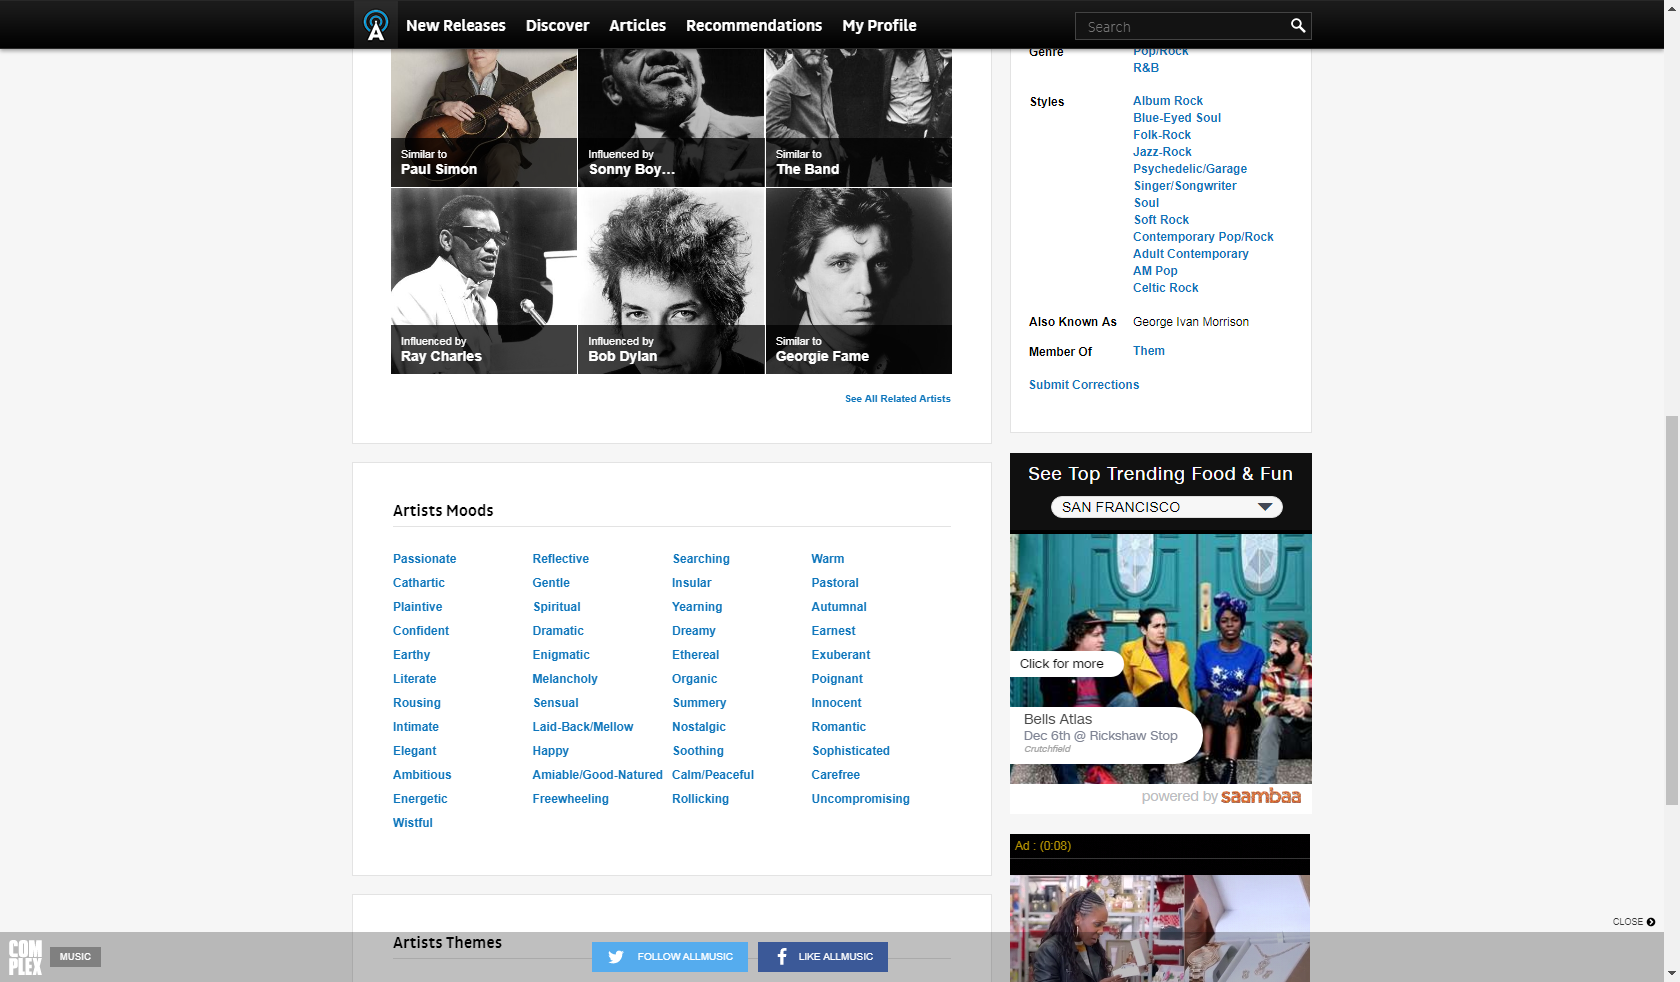 New Releases Discover Articles Recommendations My Profile Search
Similar to
Paul Simon
Influenced by
Sonny Boy...
Similar to
The Band
Influenced by
Ray Charles
Influenced by
Bob Dylan
Similar to
Georgie Fame
See All Related Artists
Genre Pop/Rock
R&B
Styles Album Rock
Blue-Eyed Soul
Folk-Rock
Jazz-Rock
Psychedelic/Garage
Singer/Songwriter
Soul
Soft Rock
Contemporary Pop/Rock
Adult Contemporary
AM Pop
Celtic Rock
Also Known As George Ivan Morrison
Member Of Them
Submit Corrections
Artists Moods
Passionate Reflective Searching Warm
Cathartic Gentle Insular Pastoral
Plaintive Spiritual Yearning Autumnal
Confident Dramatic Dreamy Earnest
Earthy Enigmatic Ethereal Exuberant
Literate Melancholy Organic Poignant
Rousing Sensual Summery Innocent
Intimate Laid-Back/Mellow Nostalgic Romantic
Elegant Happy Soothing Sophisticated
Ambitious Amiable/Good-Natured Calm/Peaceful Carefree
Energetic Freewheeling Rollicking Uncompromising
Wistful
See Top Trending Food & Fun
SAN FRANCISCO
Click for more
Bells Atlas
Dec 6th @ Rickshaw Stop
Crutchfield
powered by saambaa
Ad : (0:08)
Artists Themes
CLOSE
COM
PLEX
MUSIC
FOLLOW ALLMUSIC
LIKE ALLMUSIC